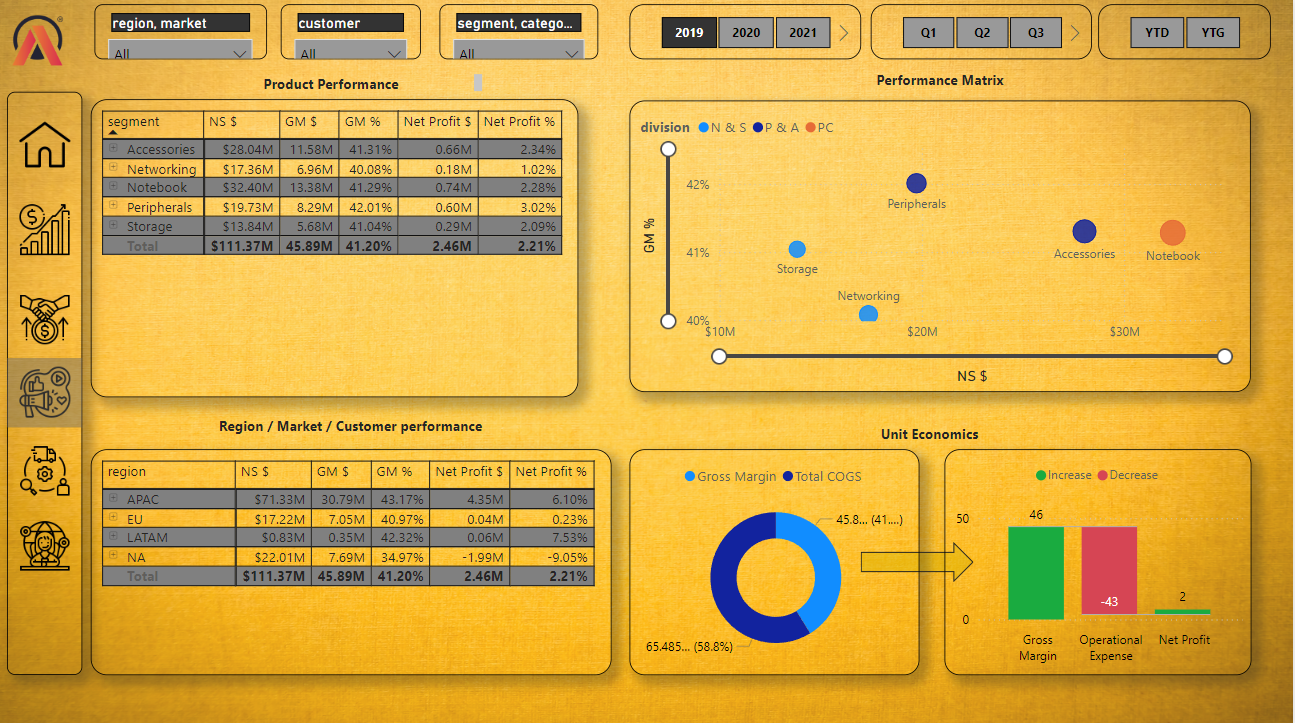 region, market
All
customer
All
segment, catego...
All
2019 2020 2021
Q1 Q2 Q3
YTD YTG
Product Performance
segment NS $ GM $ GM % Net Profit $ Net Profit %
Accessories $28.04M 11.58M 41.31% 0.66M 2.34%
Networking $17.36M 6.96M 40.08% 0.18M 1.02%
Notebook $32.40M 13.38M 41.29% 0.74M 2.28%
Peripherals $19.73M 8.29M 42.01% 0.60M 3.02%
Storage $13.84M 5.68M 41.04% 0.29M 2.09%
Total $111.37M 45.89M 41.20% 2.46M 2.21%
Performance Matrix
division N & S P & A PC
GM %
42%
41%
40%
Peripherals
Accessories
Notebook
Storage
Networking
$10M $20M $30M
NS $
Region / Market / Customer performance
region NS $ GM $ GM % Net Profit $ Net Profit %
APAC $71.33M 30.79M 43.17% 4.35M 6.10%
EU $17.22M 7.05M 40.97% 0.04M 0.23%
LATAM $0.83M 0.35M 42.32% 0.06M 7.53%
NA $22.01M 7.69M 34.97% -1.99M -9.05%
Total $111.37M 45.89M 41.20% 2.46M 2.21%
Unit Economics
Gross Margin Total COGS
45.8... (41....)
65.485... (58.8%)
Increase Decrease
50
0
46
-43
2
Gross
Margin
Operational
Expense
Net Profit